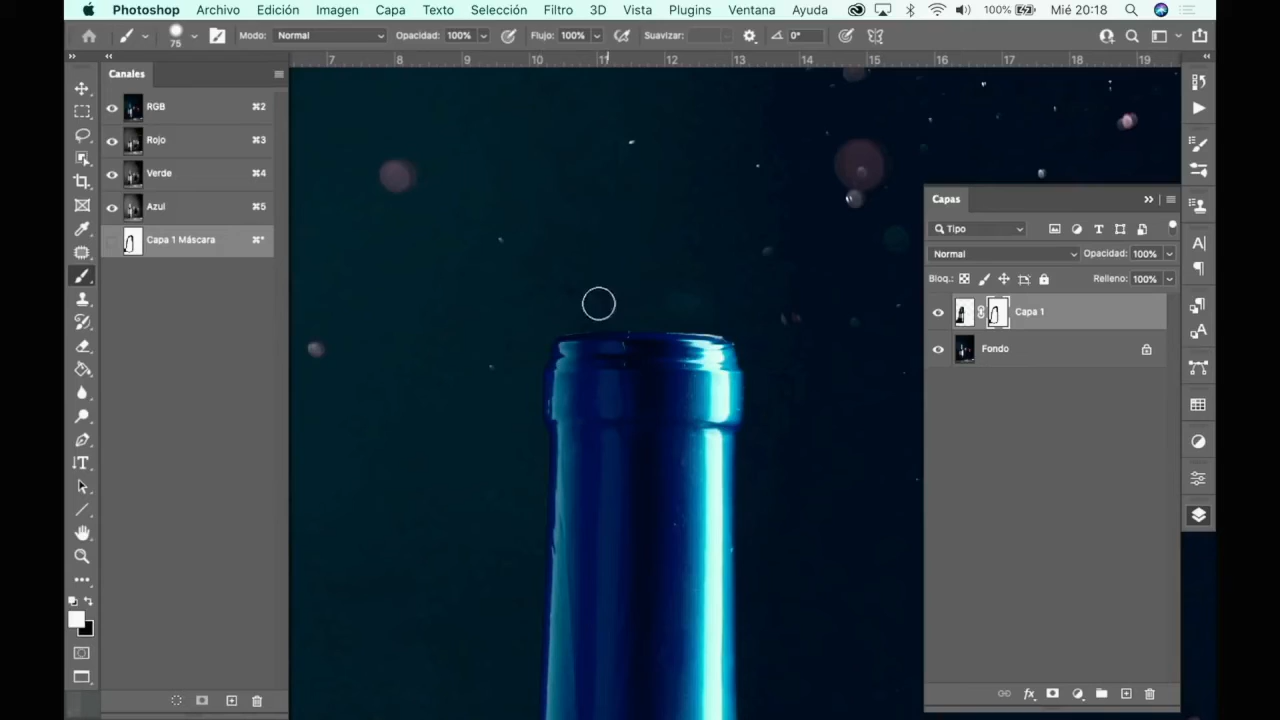 Photoshop Archivo Edición Imagen Capa Texto Selección Filtro 3D Vista Plugins Ventana Ayuda 100% Mié 20:18
75 Modo: Normal Opacidad: 100% Flujo: 100% Suavizar: 0°
7 8 9 10 11 12 13 14 15 16 17 18 19
Canales
RGB ⌘2
Rojo ⌘3
Verde ⌘4
Azul ⌘5
Capa 1 Máscara ⌘"
Capas
Tipo
Normal Opacidad: 100%
Bloq.: Relleno: 100%
Capa 1
Fondo
fx